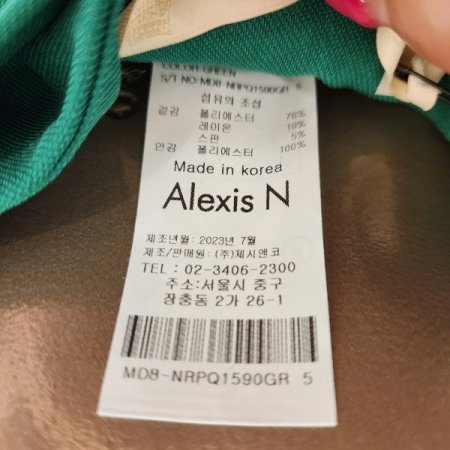 COLOR:GREEN
S/T NO:MD8-NRPQ1590GR 5
섬유의 조성
겉감 폴리에스터 76%
레이온 19%
스판 5%
안감 폴리에스터 100%
Made in korea
Alexis N
제조년월: 2023년 7월
제조/판매원: (주)제시앤코
TEL : 02-3406-2300
주소:서울시 중구
장충동 2가 26-1
MD8-NRPQ1590GR 5